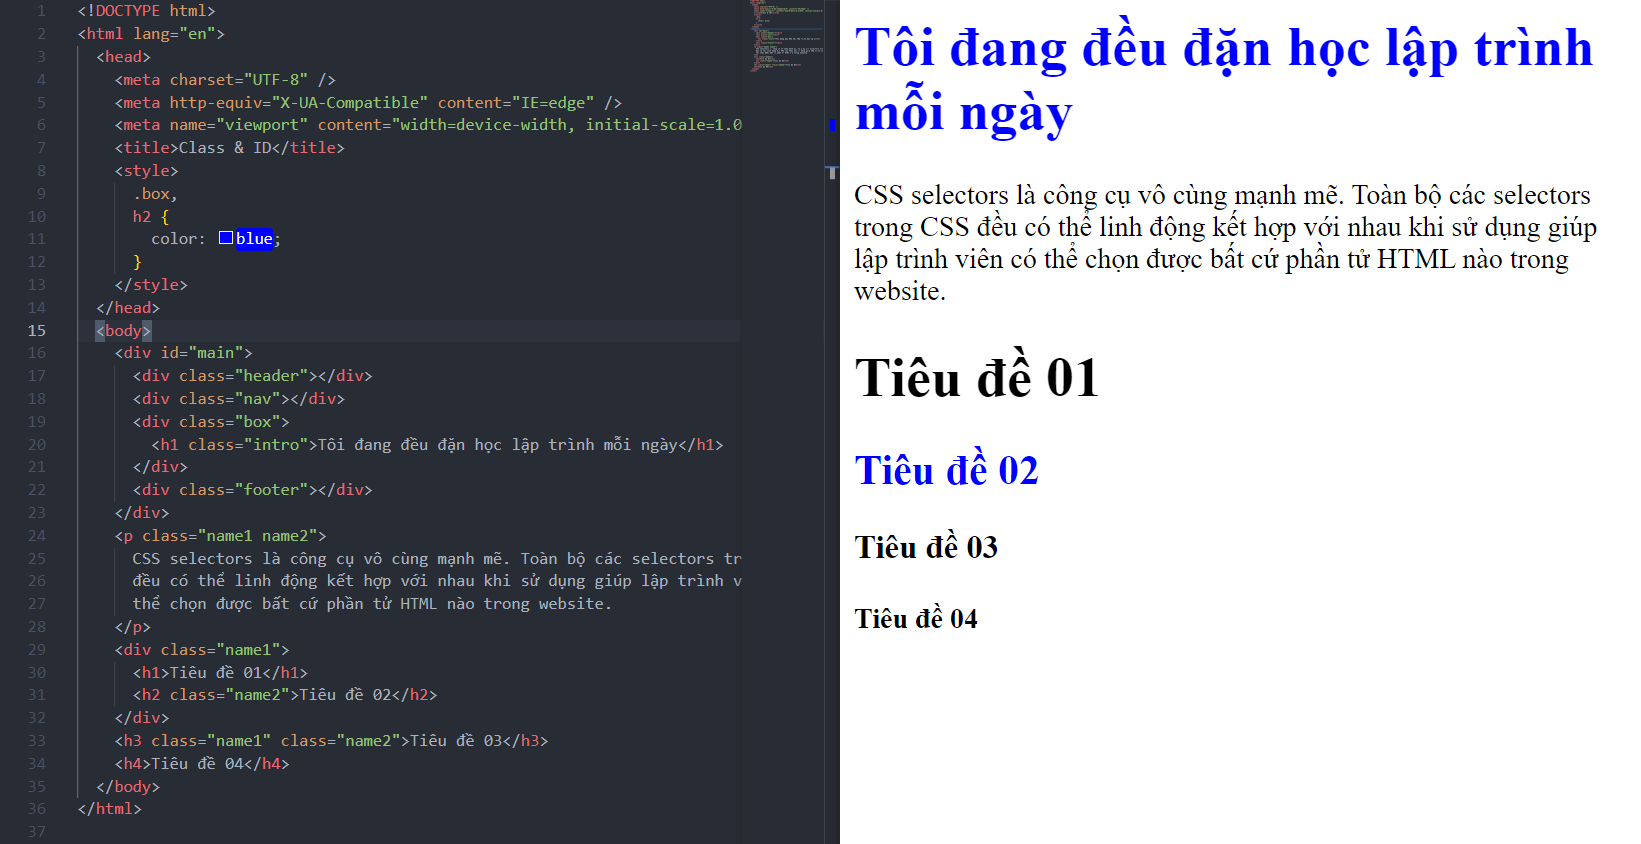 1 <!DOCTYPE html>
2 <html lang="en">
3 <head>
4 <meta charset="UTF-8" />
5 <meta http-equiv="X-UA-Compatible" content="IE=edge" />
6 <meta name="viewport" content="width=device-width, initial-scale=1.0
7 <title>Class & ID</title>
8 <style>
9 .box,
10 h2 {
11 color: blue;
12 }
13 </style>
14 </head>
15 <body>
16 <div id="main">
17 <div class="header"></div>
18 <div class="nav"></div>
19 <div class="box">
20 <h1 class="intro">Tôi đang đều đặn học lập trình mỗi ngày</h1>
21 </div>
22 <div class="footer"></div>
23 </div>
24 <p class="name1 name2">
25 CSS selectors là công cụ vô cùng mạnh mẽ. Toàn bộ các selectors tr
26 đều có thể linh động kết hợp với nhau khi sử dụng giúp lập trình v
27 thể chọn được bất cứ phần tử HTML nào trong website.
28 </p>
29 <div class="name1">
30 <h1>Tiêu đề 01</h1>
31 <h2 class="name2">Tiêu đề 02</h2>
32 </div>
33 <h3 class="name1" class="name2">Tiêu đề 03</h3>
34 <h4>Tiêu đề 04</h4>
35 </body>
36 </html>
37
Tôi đang đều đặn học lập trình
mỗi ngày
CSS selectors là công cụ vô cùng mạnh mẽ. Toàn bộ các selectors
trong CSS đều có thể linh động kết hợp với nhau khi sử dụng giúp
lập trình viên có thể chọn được bất cứ phần tử HTML nào trong
website.
Tiêu đề 01
Tiêu đề 02
Tiêu đề 03
Tiêu đề 04